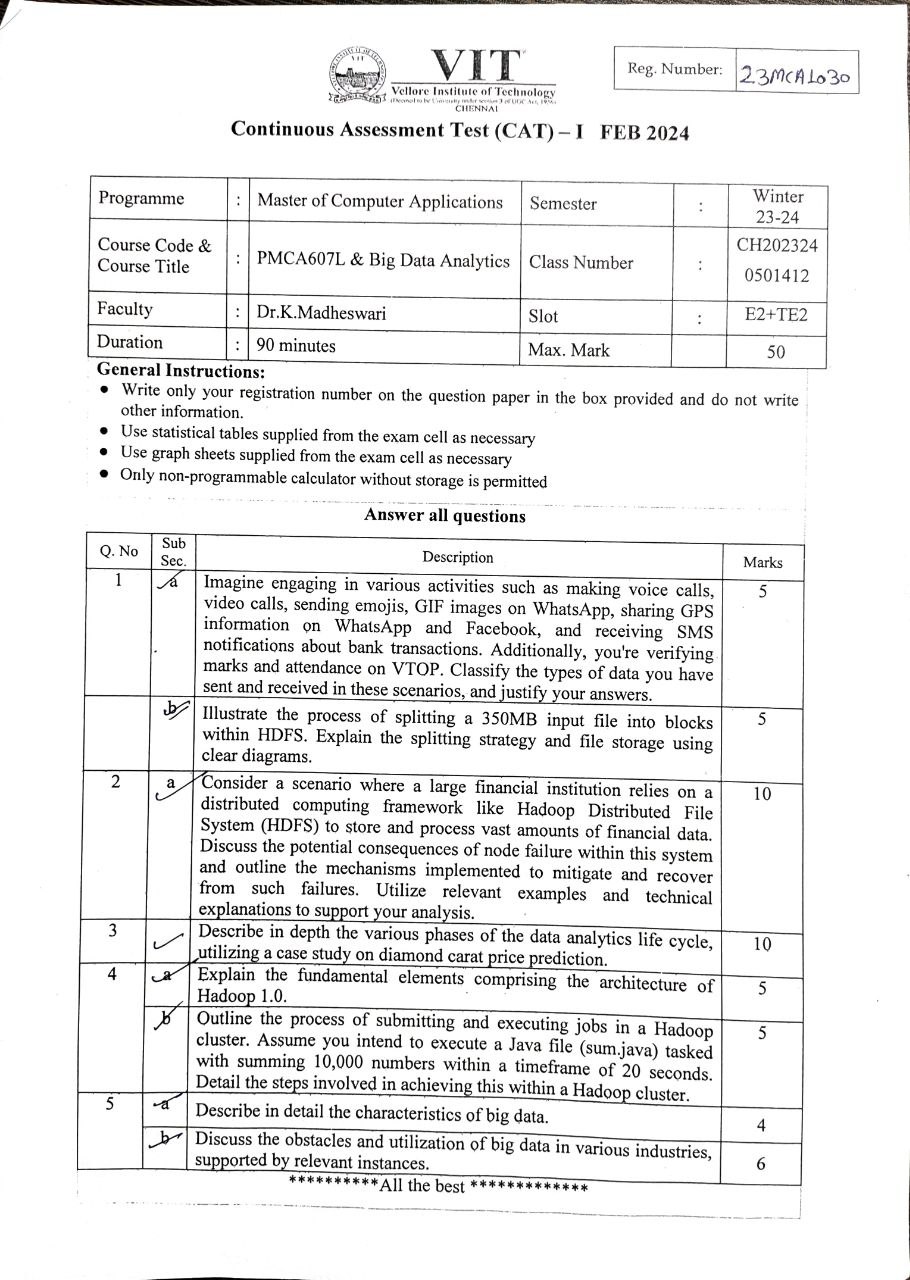 VIT
Vellore Institute of Technology
(Deemed to be University under section 3 of UGC Act, 1956)
CHENNAI
Reg. Number: 23MCA1030
Continuous Assessment Test (CAT) – I FEB 2024
Programme : Master of Computer Applications Semester : Winter 23-24
Course Code & Course Title : PMCA607L & Big Data Analytics Class Number : CH202324 0501412
Faculty : Dr.K.Madheswari Slot : E2+TE2
Duration : 90 minutes Max. Mark 50
General Instructions:
• Write only your registration number on the question paper in the box provided and do not write
other information.
• Use statistical tables supplied from the exam cell as necessary
• Use graph sheets supplied from the exam cell as necessary
• Only non-programmable calculator without storage is permitted
Answer all questions
Q. No Sub Sec. Description Marks
1 a Imagine engaging in various activities such as making voice calls, 5
video calls, sending emojis, GIF images on WhatsApp, sharing GPS
information on WhatsApp and Facebook, and receiving SMS
notifications about bank transactions. Additionally, you're verifying
marks and attendance on VTOP. Classify the types of data you have
sent and received in these scenarios, and justify your answers.
b Illustrate the process of splitting a 350MB input file into blocks 5
within HDFS. Explain the splitting strategy and file storage using
clear diagrams.
2 a Consider a scenario where a large financial institution relies on a 10
distributed computing framework like Hadoop Distributed File
System (HDFS) to store and process vast amounts of financial data.
Discuss the potential consequences of node failure within this system
and outline the mechanisms implemented to mitigate and recover
from such failures. Utilize relevant examples and technical
explanations to support your analysis.
3 Describe in depth the various phases of the data analytics life cycle, 10
utilizing a case study on diamond carat price prediction.
4 a Explain the fundamental elements comprising the architecture of 5
Hadoop 1.0.
b Outline the process of submitting and executing jobs in a Hadoop 5
cluster. Assume you intend to execute a Java file (sum.java) tasked
with summing 10,000 numbers within a timeframe of 20 seconds.
Detail the steps involved in achieving this within a Hadoop cluster.
5 a Describe in detail the characteristics of big data. 4
b Discuss the obstacles and utilization of big data in various industries, 6
supported by relevant instances.
**********All the best *************